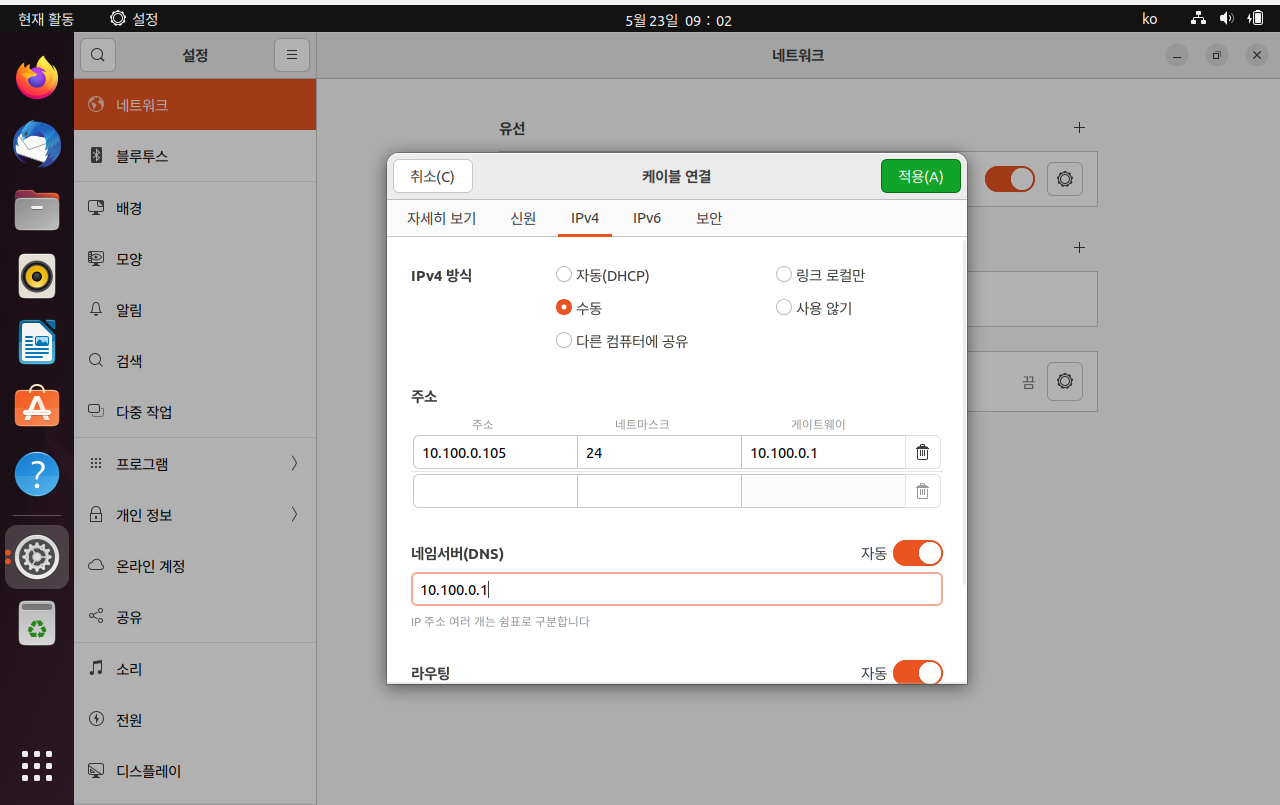 현재 활동 설정 5월 23일 09 : 02 ko
설정 네트워크
네트워크
블루투스
배경
모양
알림
검색
다중 작업
프로그램
개인 정보
온라인 계정
공유
소리
전원
디스플레이
유선
끔
취소(C) 케이블 연결 적용(A)
자세히 보기 신원 IPv4 IPv6 보안
IPv4 방식 자동(DHCP) 링크 로컬만
수동 사용 않기
다른 컴퓨터에 공유
주소
주소 네트마스크 게이트웨이
10.100.0.105 24 10.100.0.1
네임서버(DNS) 자동
10.100.0.1
IP 주소 여러 개는 쉼표로 구분합니다
라우팅 자동